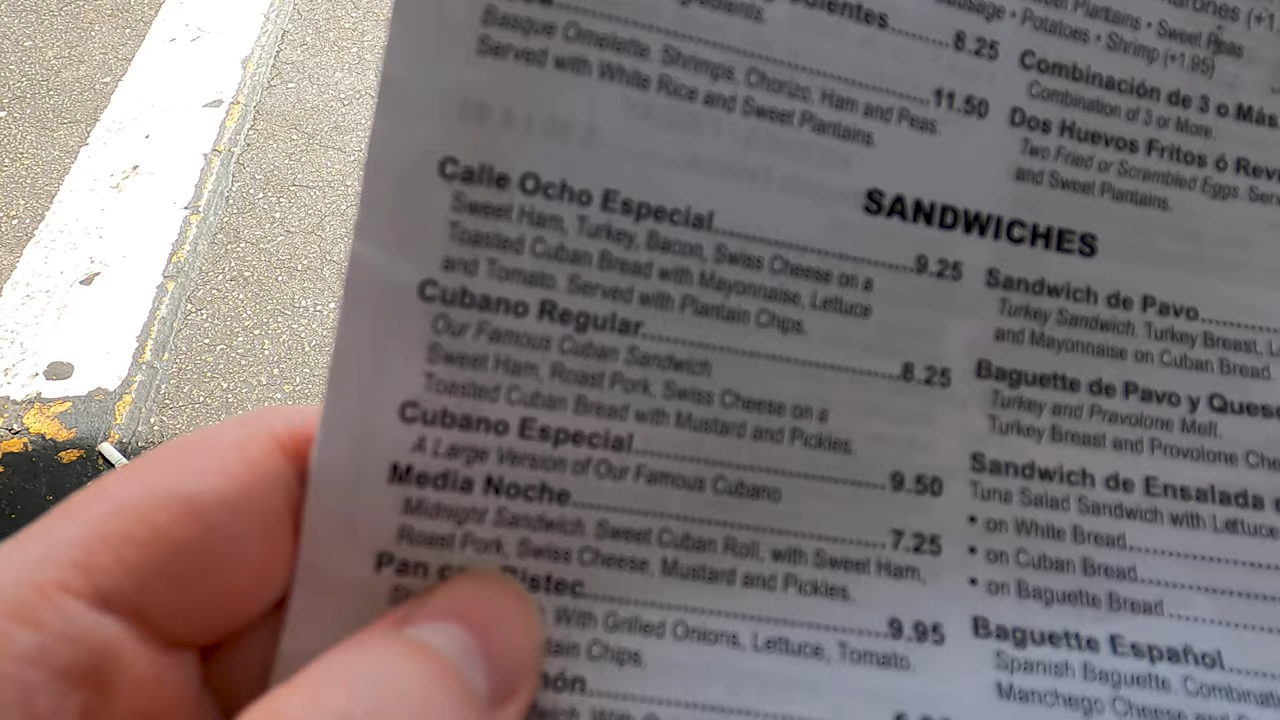 8.25
11.50
Basque Omelette. Shrimps, Chorizo, Ham and Peas.
Served with White Rice and Sweet Plantains.
Plantains • Sweet Peas
• Potatoes • Shrimp (+1.95)
Combinación de 3 o Más
Combination of 3 or More.
Dos Huevos Fritos ó
Two Fried or Scrambled Eggs.
and Sweet Plantains.
SANDWICHES
Calle Ocho Especial..................9.25
Sweet Ham, Turkey, Bacon, Swiss Cheese on a
Toasted Cuban Bread with Mayonnaise, Lettuce
and Tomato. Served with Plantain Chips.
Cubano Regular..................8.25
Our Famous Cuban Sandwich
Sweet Ham, Roast Pork, Swiss Cheese on a
Toasted Cuban Bread with Mustard and Pickles.
Cubano Especial..................9.50
A Large Version of Our Famous Cubano
Media Noche..................7.25
Midnight Sandwich. Sweet Cuban Roll, with Sweet Ham,
Roast Pork, Swiss Cheese, Mustard and Pickles.
Pan Bistec..................9.95
With Grilled Onions, Lettuce, Tomato.
Chips.
Sandwich de Pavo..........
Turkey Sandwich. Turkey Breast,
and Mayonnaise on Cuban Bread.
Baguette de Pavo y
Turkey and Pravolone Melt.
Turkey Breast and Provolone
Sandwich de Ensalada
Tuna Salad Sandwich with Lettuce
• on White Bread..........
• on Cuban Bread..........
• on Baguette Bread..........
Baguette Español..........
Spanish Baguette.
Manchego Cheese and